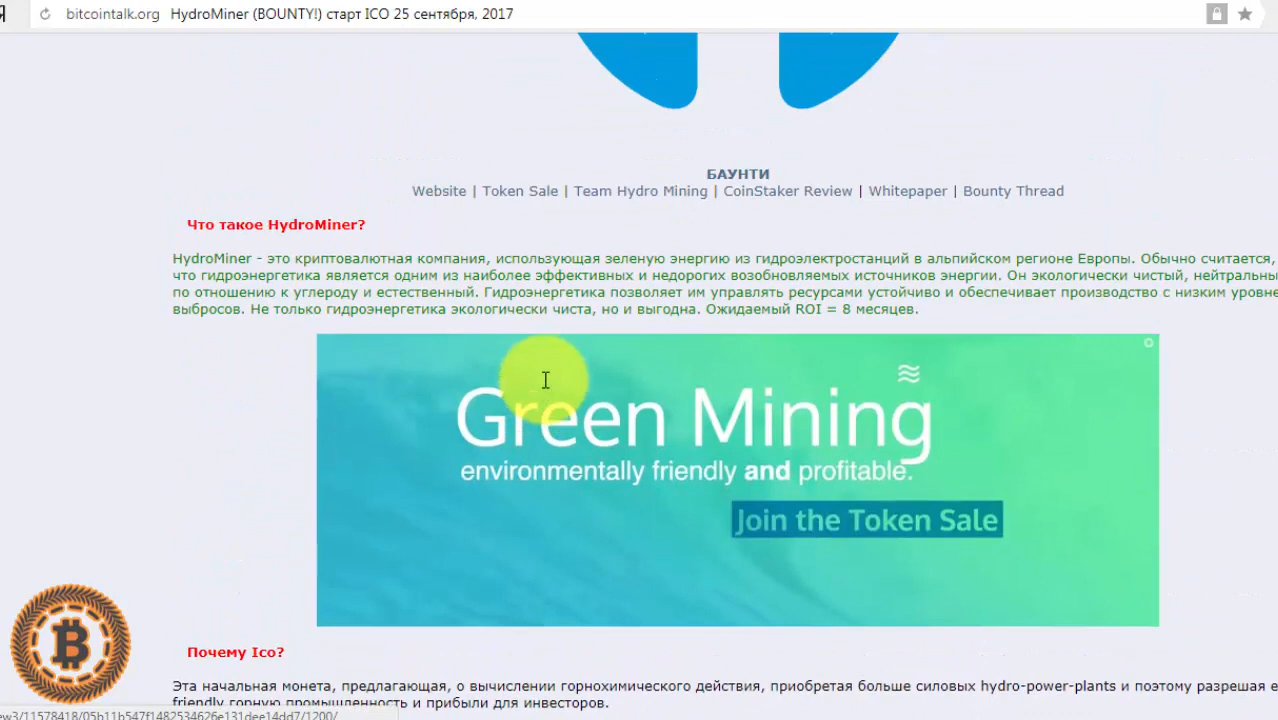 bitcointalk.org HydroMiner (BOUNTY!) старт ICO 25 сентября, 2017
БАУНТИ
Website | Token Sale | Team Hydro Mining | CoinStaker Review | Whitepaper | Bounty Thread
Что такое HydroMiner?
HydroMiner - это криптовалютная компания, использующая зеленую энергию из гидроэлектростанций в альпийском регионе Европы. Обычно считается,
что гидроэнергетика является одним из наиболее эффективных и недорогих возобновляемых источников энергии. Он экологически чистый, нейтральны
по отношению к углероду и естественный. Гидроэнергетика позволяет им управлять ресурсами устойчиво и обеспечивает производство с низким уровне
выбросов. Не только гидроэнергетика экологически чиста, но и выгодна. Ожидаемый ROI = 8 месяцев.
Green Mining
environmentally friendly and profitable.
Join the Token Sale
Почему Ico?
Эта начальная монета, предлагающая, о вычислении горнохимического действия, приобретая больше силовых hydro-power-plants и поэтому разрешая е
friendly горную промышленность и прибыли для инвесторов.